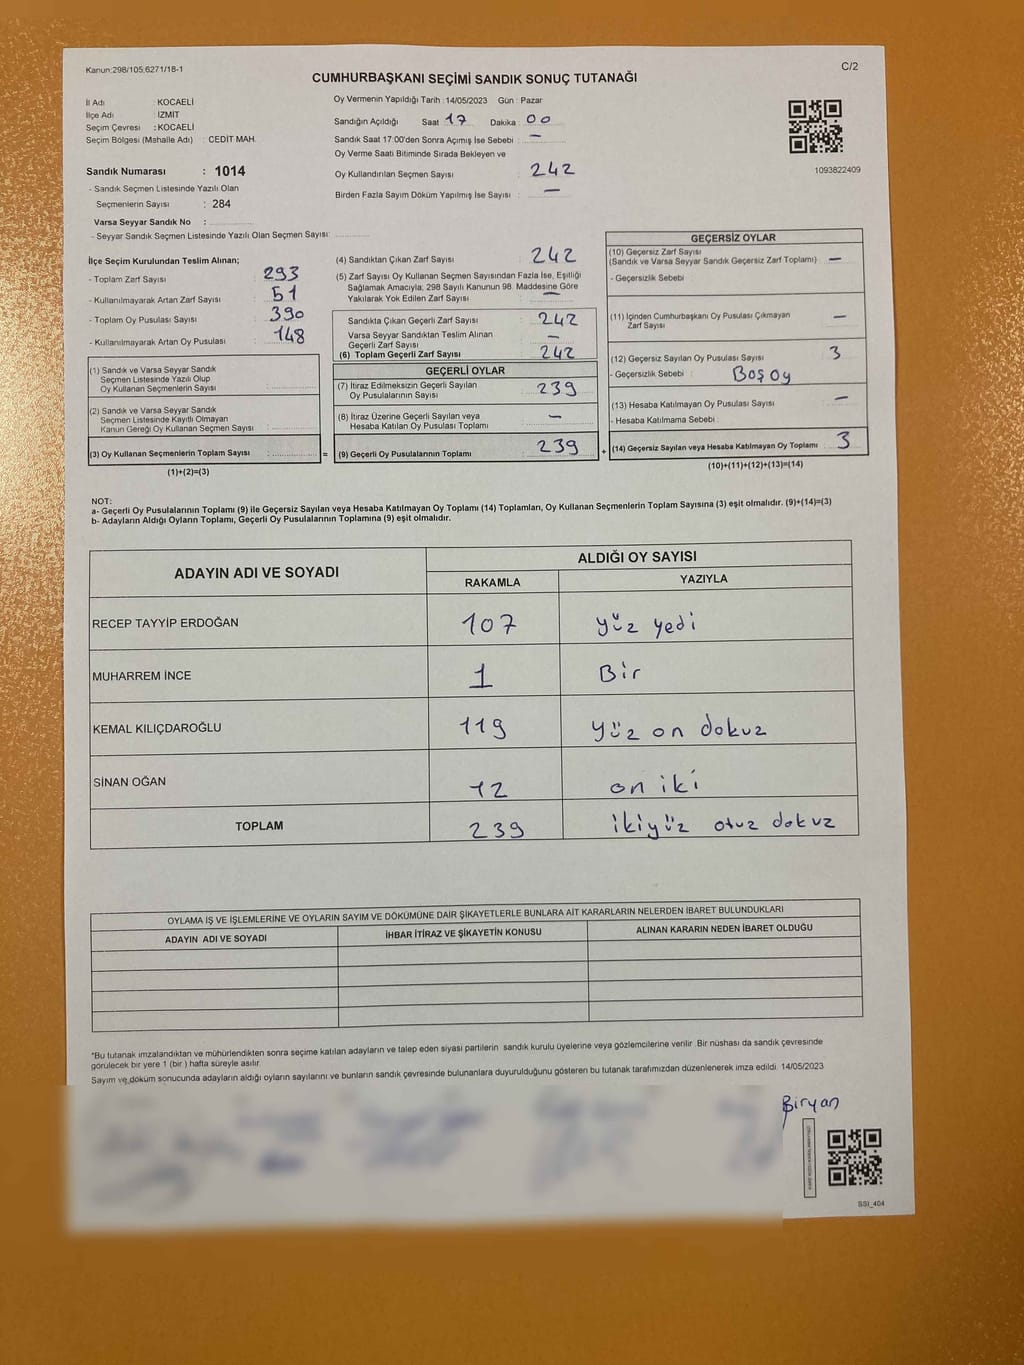 Kanun:298/105;6271/18-1
C/2
CUMHURBAŞKANI SEÇİMİ SANDIK SONUÇ TUTANAĞI
İl Adı : KOCAELİ
İlçe Adı : İZMİT
Seçim Çevresi : KOCAELİ
Seçim Bölgesi (Mahalle Adı) : CEDİT MAH.
Sandık Numarası : 1014
- Sandık Seçmen Listesinde Yazılı Olan
Seçmenlerin Sayısı : 284
Varsa Seyyar Sandık No :
- Seyyar Sandık Seçmen Listesinde Yazılı Olan Seçmen Sayısı:
Oy Vermenin Yapıldığı Tarih : 14/05/2023 Gün : Pazar
Sandığın Açıldığı Saat 17 Dakika 00
Sandık Saat 17:00'den Sonra Açımış İse Sebebi : —
Oy Verme Saati Bitiminde Sırada Bekleyen ve
Oy Kullandırılan Seçmen Sayısı : 242
Birden Fazla Sayım Döküm Yapılmış İse Sayısı : —
1093822409
İlçe Seçim Kurulundan Teslim Alınan;
- Toplam Zarf Sayısı : 293
- Kullanılmayarak Artan Zarf Sayısı : 51
- Toplam Oy Pusulası Sayısı : 390
- Kullanılmayarak Artan Oy Pusulası : 148
(1) Sandık ve Varsa Seyyar Sandık
Seçmen Listesinde Yazılı Olup
Oy Kullanan Seçmenlerin Sayısı :
(2) Sandık ve Varsa Seyyar Sandık
Seçmen Listesinde Kayıtlı Olmayan
Kanun Gereği Oy Kullanan Seçmen Sayısı :
(3) Oy Kullanan Seçmenlerin Toplam Sayısı : =
(1)+(2)=(3)
(4) Sandıktan Çıkan Zarf Sayısı : 242
(5) Zarf Sayısı Oy Kullanan Seçmen Sayısından Fazla İse, Eşitliği
Sağlamak Amacıyla, 298 Sayılı Kanunun 98. Maddesine Göre
Yakılarak Yok Edilen Zarf Sayısı : —
Sandıkta Çıkan Geçerli Zarf Sayısı : 242
Varsa Seyyar Sandıktan Teslim Alınan
Geçerli Zarf Sayısı : —
(6) Toplam Geçerli Zarf Sayısı : 242
GEÇERLİ OYLAR
(7) İtiraz Edilmeksizin Geçerli Sayılan
Oy Pusulalarının Sayısı : 239
(8) İtiraz Üzerine Geçerli Sayılan veya
Hesaba Katılan Oy Pusulası Toplamı : —
(9) Geçerli Oy Pusulalarının Toplamı : 239 +
GEÇERSİZ OYLAR
(10) Geçersiz Zarf Sayısı
(Sandık ve Varsa Seyyar Sandık Geçersiz Zarf Toplamı) : —
- Geçersizlik Sebebi :
(11) İçinden Cumhurbaşkanı Oy Pusulası Çıkmayan
Zarf Sayısı : —
(12) Geçersiz Sayılan Oy Pusulası Sayısı : 3
- Geçersizlik Sebebi : Boş Oy
(13) Hesaba Katılmayan Oy Pusulası Sayısı : —
- Hesaba Katılmama Sebebi :
(14) Geçersiz Sayılan veya Hesaba Katılmayan Oy Toplamı : 3
(10)+(11)+(12)+(13)=(14)
NOT:
a- Geçerli Oy Pusulalarının Toplamı (9) ile Geçersiz Sayılan veya Hesaba Katılmayan Oy Toplamı (14) Toplamları, Oy Kullanan Seçmenlerin Toplam Sayısına (3) eşit olmalıdır. (9)+(14)=(3)
b- Adayların Aldığı Oyların Toplamı, Geçerli Oy Pusulalarının Toplamına (9) eşit olmalıdır.
ADAYIN ADI VE SOYADI
ALDIĞI OY SAYISI
RAKAMLA YAZIYLA
RECEP TAYYİP ERDOĞAN 107 yüz yedi
MUHARREM İNCE 1 Bir
KEMAL KILIÇDAROĞLU 119 yüz on dokuz
SİNAN OĞAN 12 on iki
TOPLAM 239 ikiyüz otuz dokuz
OYLAMA İŞ VE İŞLEMLERİNE VE OYLARIN SAYIM VE DÖKÜMÜNE DAİR ŞİKAYETLERLE BUNLARA AİT KARARLARIN NELERDEN İBARET BULUNDUKLARI
ADAYIN ADI VE SOYADI İHBAR İTİRAZ VE ŞİKAYETİN KONUSU ALINAN KARARIN NEDEN İBARET OLDUĞU
*Bu tutanak imzalandıktan ve mühürlendikten sonra seçime katılan adayların ve talep eden siyasi partilerin sandık kurulu üyelerine veya gözlemcilerine verilir. Bir nüshası da sandık çevresinde
görülecek bir yere 1 (bir) hafta süreyle asılır.
Sayım ve döküm sonucunda adayların aldığı oyların sayılarını ve bunların sandık çevresinde bulunanlara duyurulduğunu gösteren bu tutanak tarafımızdan düzenlenerek imza edildi. 14/05/2023
Biryan
SSI_404